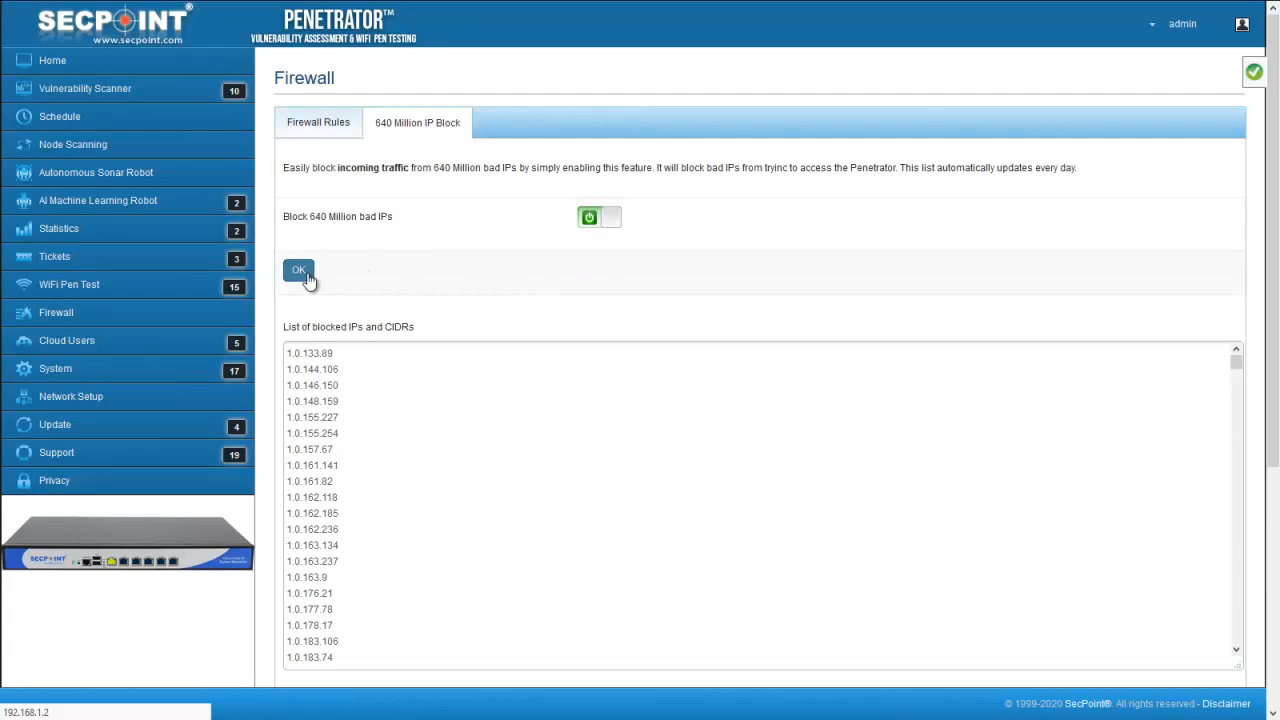 SECPOINT®
www.secpoint.com
PENETRATOR™
VULNERABILITY ASSESSMENT & WIFI PEN TESTING
admin
Home
Vulnerability Scanner 10
Schedule
Node Scanning
Autonomous Sonar Robot
AI Machine Learning Robot 2
Statistics 2
Tickets 3
WiFi Pen Test 15
Firewall
Cloud Users 5
System 17
Network Setup
Update 4
Support 19
Privacy
SECPOINT
Firewall
Firewall Rules
640 Million IP Block
Easily block incoming traffic from 640 Million bad IPs by simply enabling this feature. It will block bad IPs from tryinc to access the Penetrator. This list automatically updates every day.
Block 640 Million bad IPs
OK
List of blocked IPs and CIDRs
1.0.133.89
1.0.144.106
1.0.146.150
1.0.148.159
1.0.155.227
1.0.155.254
1.0.157.67
1.0.161.141
1.0.161.82
1.0.162.118
1.0.162.185
1.0.162.236
1.0.163.134
1.0.163.237
1.0.163.9
1.0.176.21
1.0.177.78
1.0.178.17
1.0.183.106
1.0.183.74
© 1999-2020 SecPoint®. All rights reserved - Disclaimer
192.168.1.2